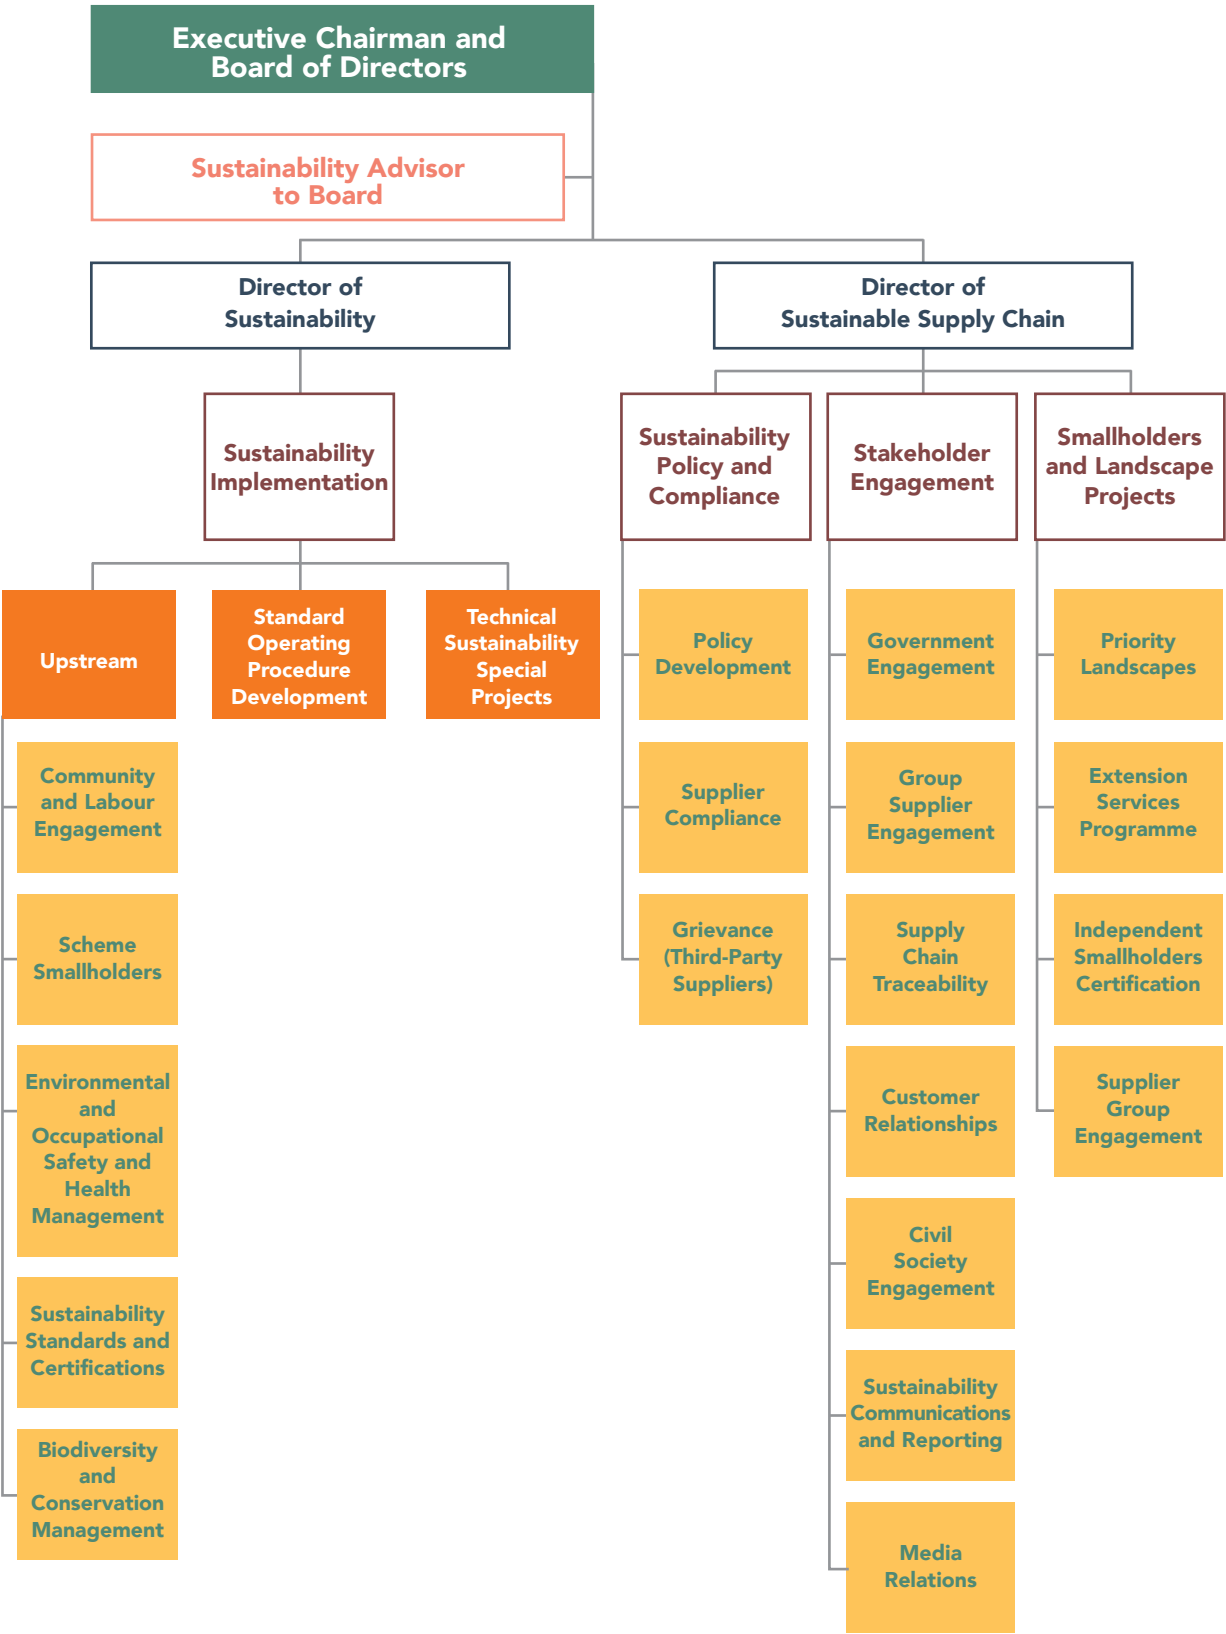 Executive Chairman and
Board of Directors
Sustainability Advisor
to Board
Director of
Sustainability
Director of
Sustainable Supply Chain
Sustainability
Implementation
Sustainability
Policy and
Compliance
Stakeholder
Engagement
Smallholders
and Landscape
Projects
Upstream
Standard
Operating
Procedure
Development
Technical
Sustainability
Special
Projects
Community
and Labour
Engagement
Scheme
Smallholders
Environmental
and
Occupational
Safety and
Health
Management
Sustainability
Standards and
Certifications
Biodiversity
and
Conservation
Management
Policy
Development
Supplier
Compliance
Grievance
(Third-Party
Suppliers)
Government
Engagement
Group
Supplier
Engagement
Supply
Chain
Traceability
Customer
Relationships
Civil
Society
Engagement
Sustainability
Communications
and Reporting
Media
Relations
Priority
Landscapes
Extension
Services
Programme
Independent
Smallholders
Certification
Supplier
Group
Engagement